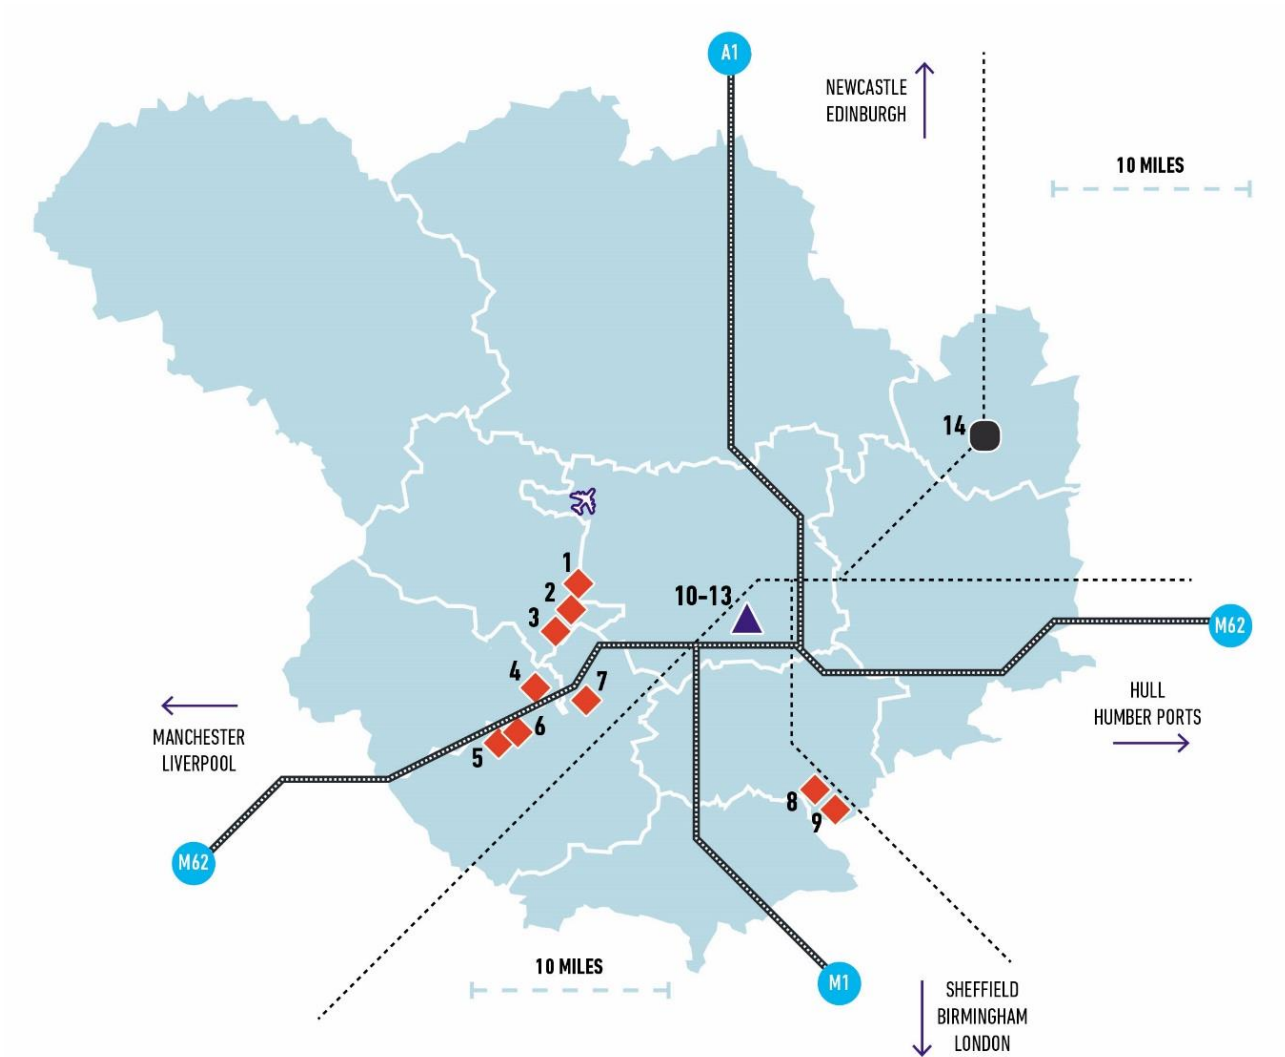 A1
NEWCASTLE
EDINBURGH
10 MILES
14
1
2
3
10-13
M62
4
7
HULL
HUMBER PORTS
MANCHESTER
LIVERPOOL
6
5
8
9
M62
10 MILES
M1
SHEFFIELD
BIRMINGHAM
LONDON